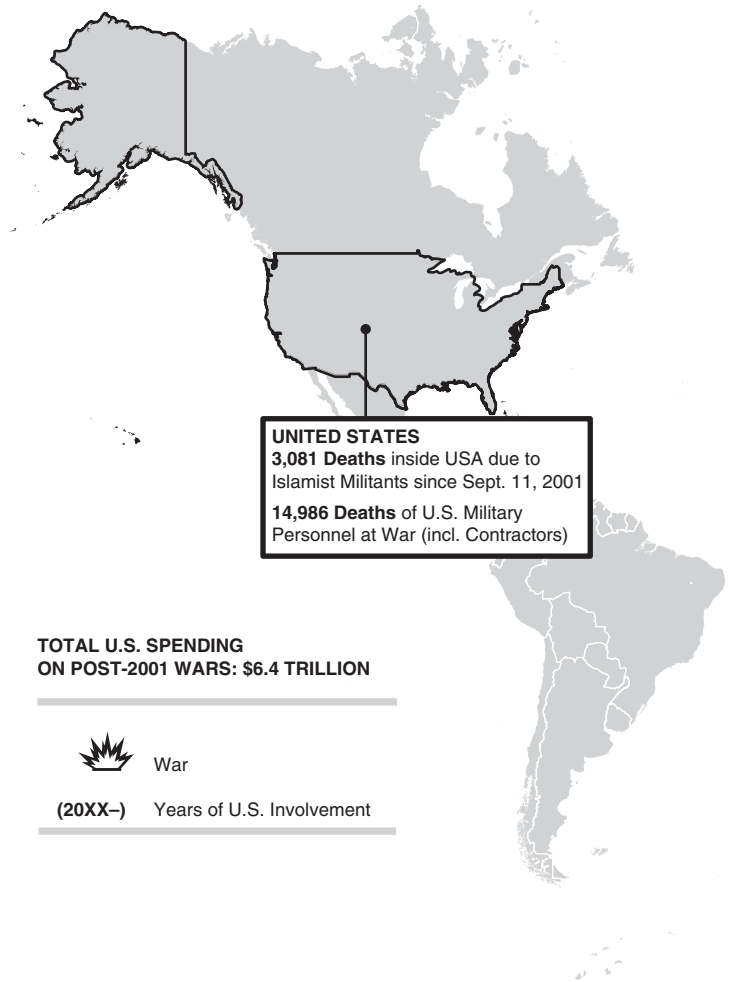 UNITED STATES
3,081 Deaths inside USA due to
Islamist Militants since Sept. 11, 2001
14,986 Deaths of U.S. Military
Personnel at War (incl. Contractors)
TOTAL U.S. SPENDING
ON POST-2001 WARS: $6.4 TRILLION
War
(20XX–) Years of U.S. Involvement